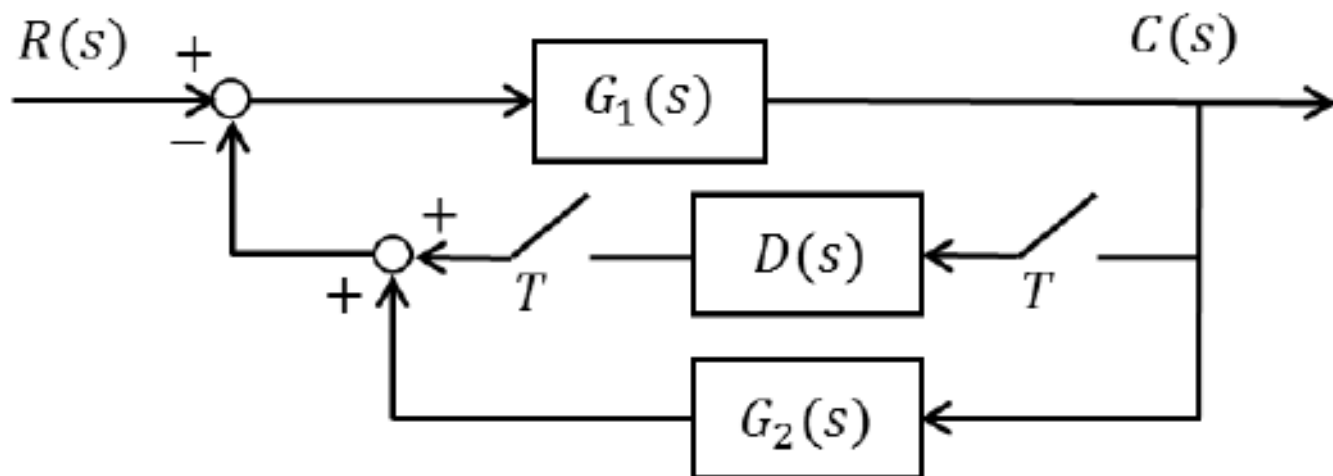 R(s) + G₁(s) C(s)
−
+ T D(s) T
+
G₂(s)